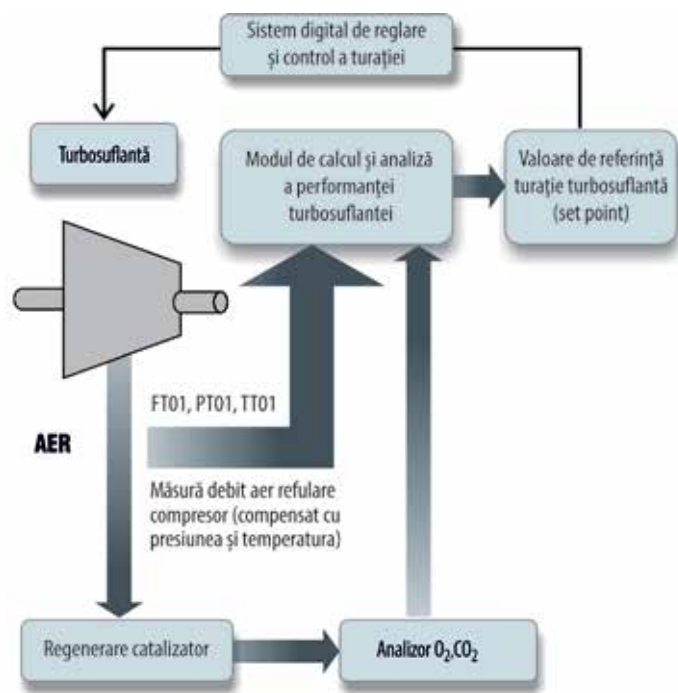 Sistem digital de reglare
și control a turației
Turbosuflantă
Modul de calcul și analiză
a performanței
turbosuflantei
Valoare de referință
turație turbosuflantă
(set point)
FT01, PT01, TT01
AER
Măsură debit aer refulare
compresor (compensat cu
presiunea și temperatura)
Regenerare catalizator
Analizor O₂,CO₂